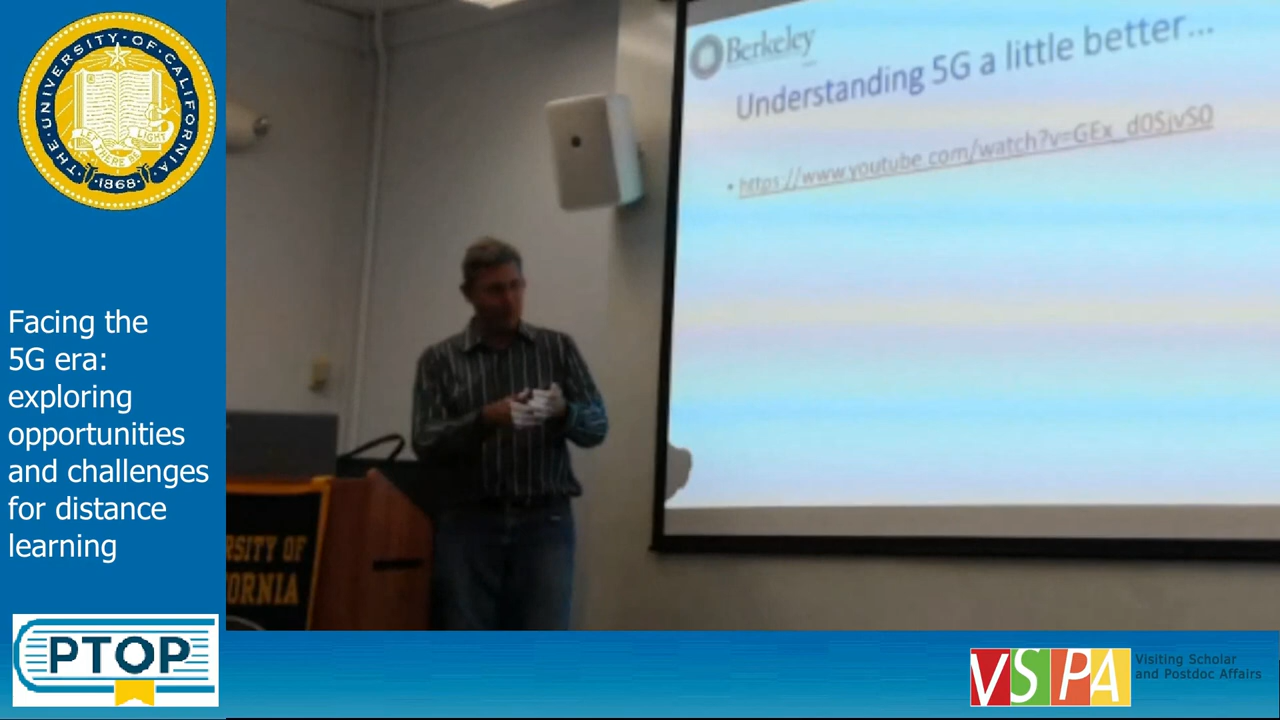 THE UNIVERSITY OF CALIFORNIA
LET THERE BE LIGHT
1868
Facing the
5G era:
exploring
opportunities
and challenges
for distance
learning
PTOP
Berkeley
Understanding 5G a little better...
• https://www.youtube.com/watch?v=GEx_d0SjvS0
RSITY OF
ORNIA
VSPA
Visiting Scholar
and Postdoc Affairs